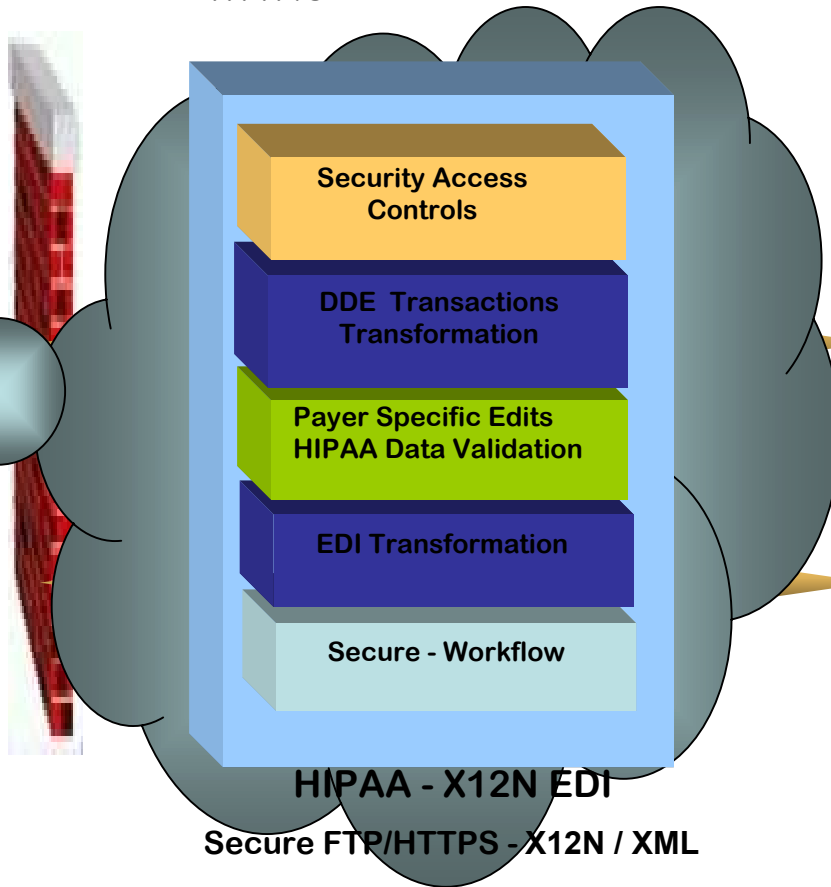 Security Access
Controls
DDE Transactions
Transformation
Payer Specific Edits
HIPAA Data Validation
EDI Transformation
Secure - Workflow
HIPAA - X12N EDI
Secure FTP/HTTPS - X12N / XML